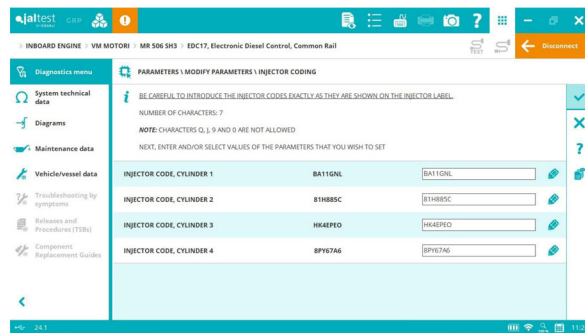 jaltest GRP
INBOARD ENGINE > VM MOTORI > MR 506 SH3 > EDC17, Electronic Diesel Control, Common Rail
TEST
Disconnect
Diagnostics menu
PARAMETERS \ MODIFY PARAMETERS \ INJECTOR CODING
System technical data
Diagrams
Maintenance data
Vehicle/vessel data
Troubleshooting by symptoms
Releases and Procedures (TSBs)
Component Replacement Guides
BE CAREFUL TO INTRODUCE THE INJECTOR CODES EXACTLY AS THEY ARE SHOWN ON THE INJECTOR LABEL.
NUMBER OF CHARACTERS: 7
NOTE: CHARACTERS Q, J, 9 AND 0 ARE NOT ALLOWED
NEXT, ENTER AND/OR SELECT VALUES OF THE PARAMETERS THAT YOU WISH TO SET
INJECTOR CODE, CYLINDER 1 BA11GNL BA11GNL
INJECTOR CODE, CYLINDER 2 81H885C 81H885C
INJECTOR CODE, CYLINDER 3 HK4EPEO HK4EPEO
INJECTOR CODE, CYLINDER 4 8PY67A6 8PY67A6
24.1